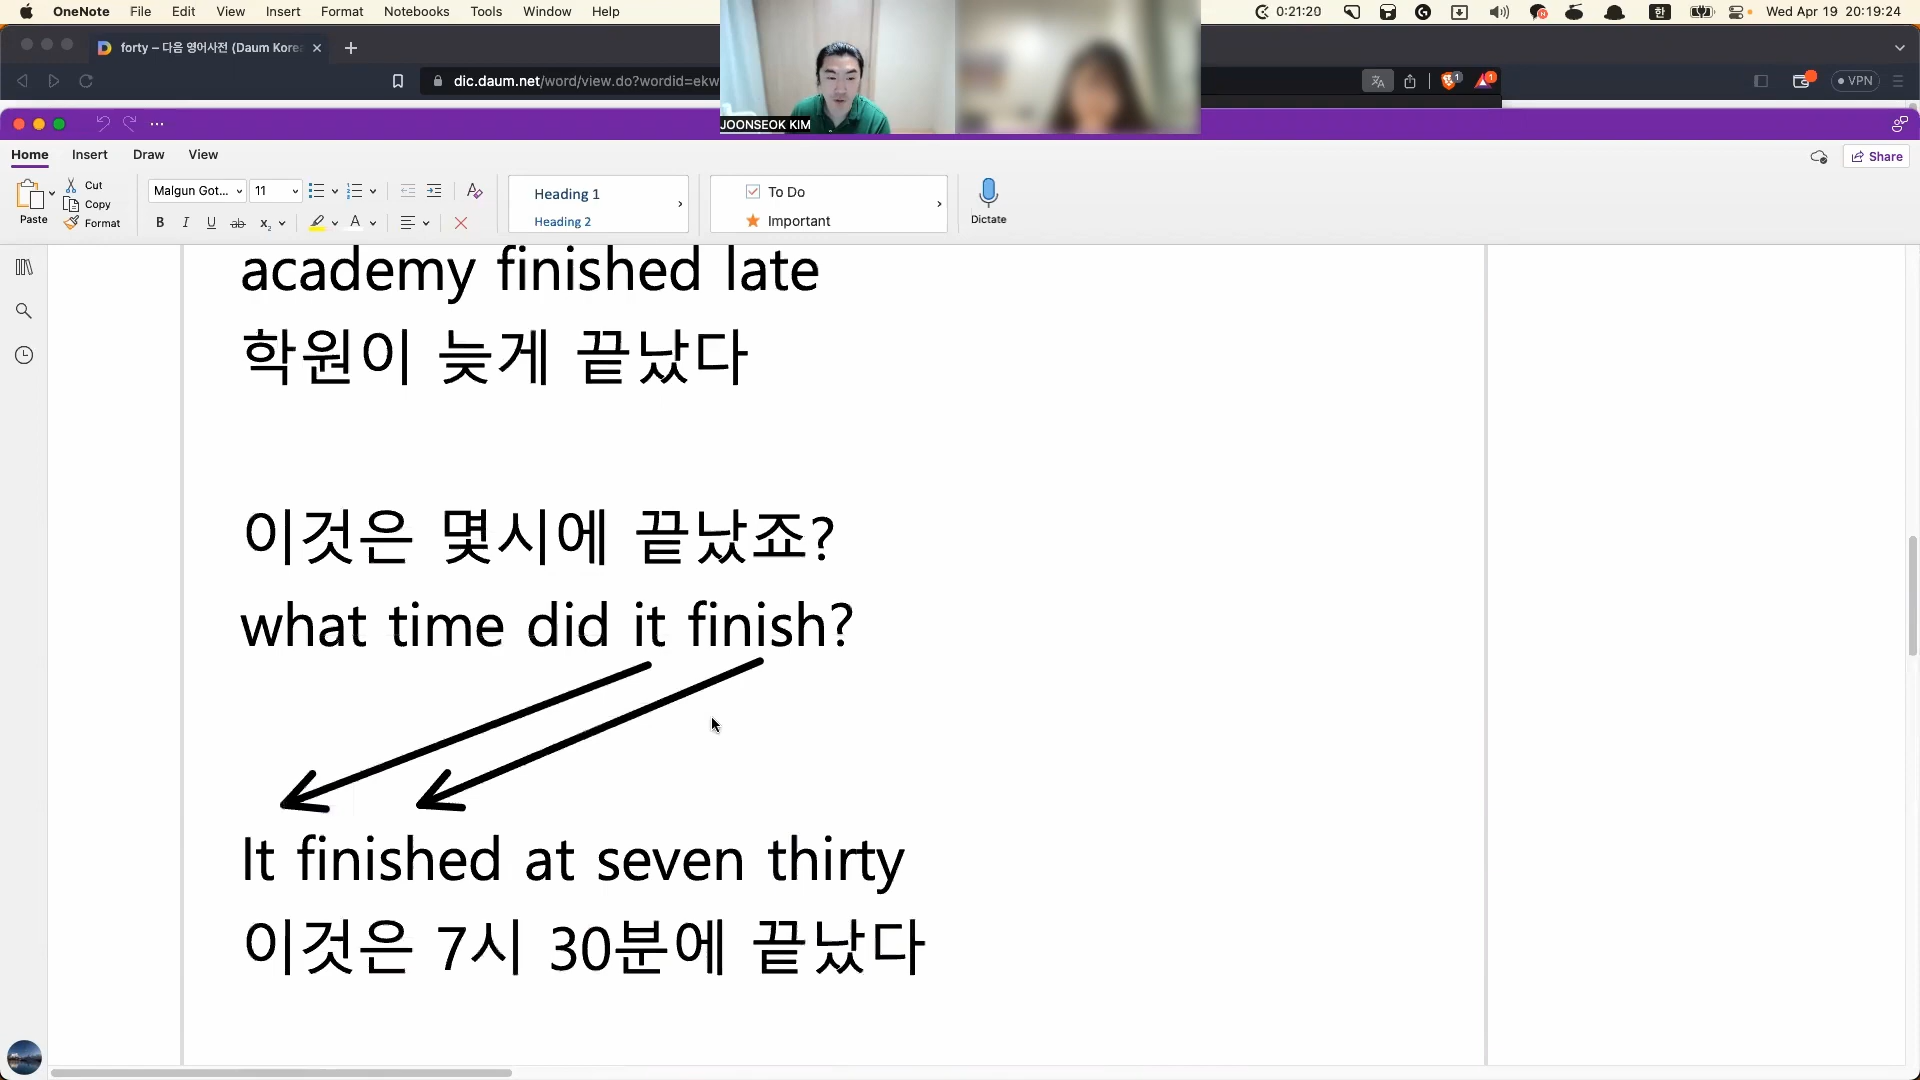 OneNote File Edit View Insert Format Notebooks Tools Window Help
0:21:20 한 Wed Apr 19 20:19:24
forty – 다음 영어사전 (Daum Kore
dic.daum.net/word/view.do?wordid=ekw
1 1 VPN
JOONSEOK KIM
Home Insert Draw View
Share
Paste
Cut
Copy
Format
Malgun Got... 11
B I U ab x₂ A
Heading 1
Heading 2
To Do
Important
Dictate
academy finished late
학원이 늦게 끝났다
이것은 몇시에 끝났죠?
what time did it finish?
It finished at seven thirty
이것은 7시 30분에 끝났다